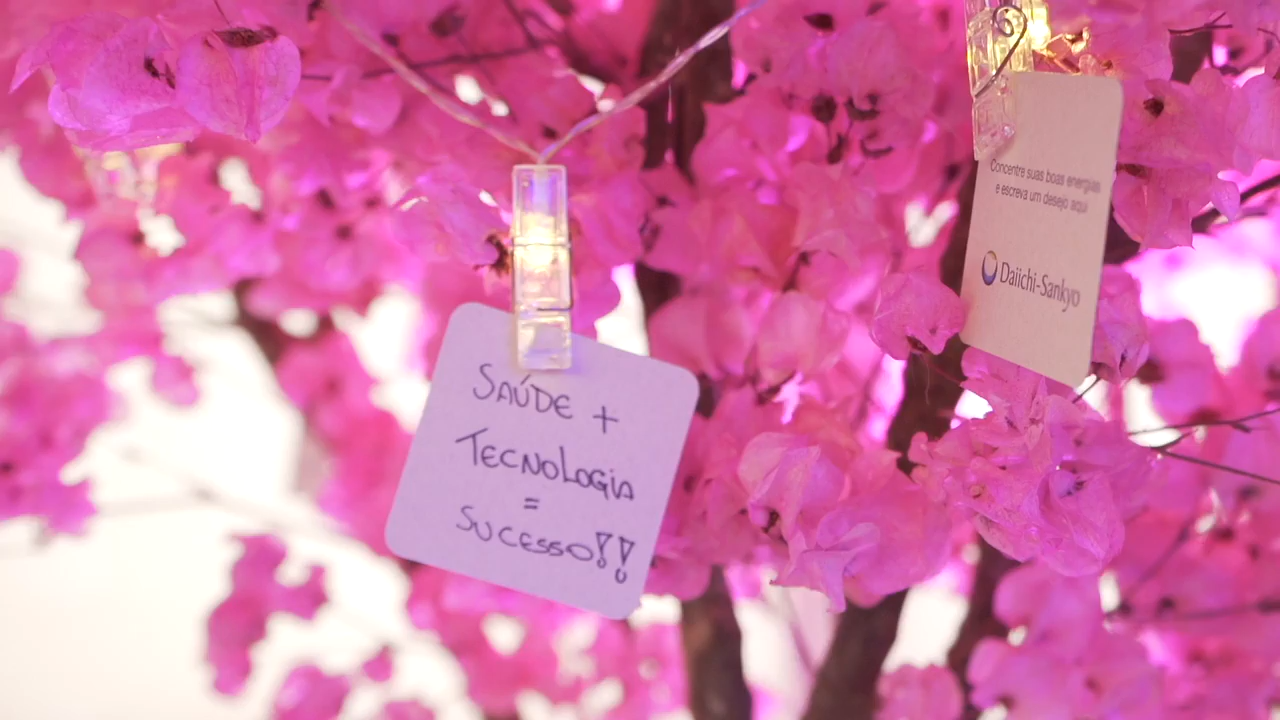 SAÚDE +
TECNOLOGIA
=
SUCESSO!!
Concentre suas boas energias
e escreva um desejo aqui
Daiichi-Sankyo